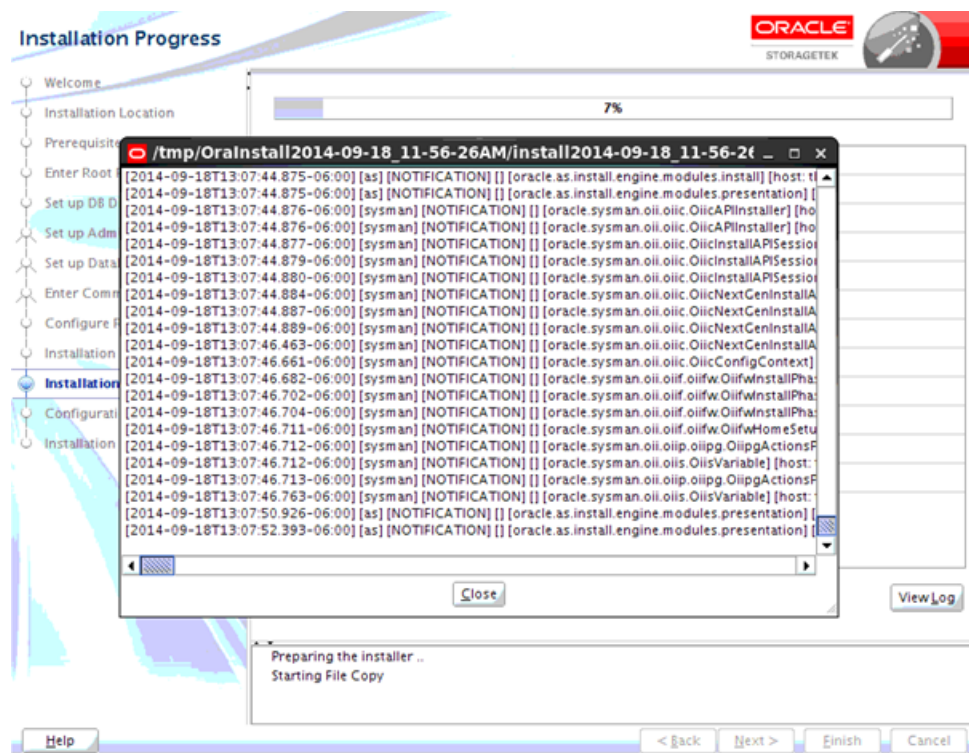 Installation Progress
ORACLE
STORAGETEK
Welcome
Installation Location
Prerequisite
Enter Root
Set up DB D
Set up Adm
Set up Data
Enter Comm
Configure
Installation
Installation
Configurati
Installation
7%
/tmp/OraInstall2014-09-18_11-56-26AM/install2014-09-18_11-56-26
[2014-09-18T13:07:44.875-06:00] [as] [NOTIFICATION] [] [oracle.as.install.engine.modules.install] [host:
[2014-09-18T13:07:44.875-06:00] [as] [NOTIFICATION] [] [oracle.as.install.engine.modules.presentation] [
[2014-09-18T13:07:44.876-06:00] [sysman] [NOTIFICATION] [] [oracle.sysman.oii.oiic.OiicAPIInstaller] [ho
[2014-09-18T13:07:44.876-06:00] [sysman] [NOTIFICATION] [] [oracle.sysman.oii.oiic.OiicAPIInstaller] [ho
[2014-09-18T13:07:44.877-06:00] [sysman] [NOTIFICATION] [] [oracle.sysman.oii.oiic.OiicInstallAPISession
[2014-09-18T13:07:44.879-06:00] [sysman] [NOTIFICATION] [] [oracle.sysman.oii.oiic.OiicInstallAPISession
[2014-09-18T13:07:44.880-06:00] [sysman] [NOTIFICATION] [] [oracle.sysman.oii.oiic.OiicInstallAPISession
[2014-09-18T13:07:44.884-06:00] [sysman] [NOTIFICATION] [] [oracle.sysman.oii.oiic.OiicNextGenInstallA
[2014-09-18T13:07:44.887-06:00] [sysman] [NOTIFICATION] [] [oracle.sysman.oii.oiic.OiicNextGenInstallA
[2014-09-18T13:07:44.889-06:00] [sysman] [NOTIFICATION] [] [oracle.sysman.oii.oiic.OiicNextGenInstallA
[2014-09-18T13:07:46.463-06:00] [sysman] [NOTIFICATION] [] [oracle.sysman.oii.oiic.OiicNextGenInstallA
[2014-09-18T13:07:46.661-06:00] [sysman] [NOTIFICATION] [] [oracle.sysman.oii.oiic.OiicConfigContext]
[2014-09-18T13:07:46.682-06:00] [sysman] [NOTIFICATION] [] [oracle.sysman.oii.oiif.oiifw.OiifwInstallPha
[2014-09-18T13:07:46.702-06:00] [sysman] [NOTIFICATION] [] [oracle.sysman.oii.oiif.oiifw.OiifwInstallPha
[2014-09-18T13:07:46.704-06:00] [sysman] [NOTIFICATION] [] [oracle.sysman.oii.oiif.oiifw.OiifwInstallPha
[2014-09-18T13:07:46.711-06:00] [sysman] [NOTIFICATION] [] [oracle.sysman.oii.oiif.oiifw.OiifwHomeSetu
[2014-09-18T13:07:46.712-06:00] [sysman] [NOTIFICATION] [] [oracle.sysman.oii.oiip.oiipg.OiipgActionsP
[2014-09-18T13:07:46.712-06:00] [sysman] [NOTIFICATION] [] [oracle.sysman.oii.oiis.OiisVariable] [host:
[2014-09-18T13:07:46.713-06:00] [sysman] [NOTIFICATION] [] [oracle.sysman.oii.oiip.oiipg.OiipgActionsP
[2014-09-18T13:07:46.763-06:00] [sysman] [NOTIFICATION] [] [oracle.sysman.oii.oiis.OiisVariable] [host:
[2014-09-18T13:07:50.926-06:00] [as] [NOTIFICATION] [] [oracle.as.install.engine.modules.presentation] [
[2014-09-18T13:07:52.393-06:00] [as] [NOTIFICATION] [] [oracle.as.install.engine.modules.presentation] [
Close
View Log
Preparing the installer ..
Starting File Copy
Help
< Back
Next >
Finish
Cancel